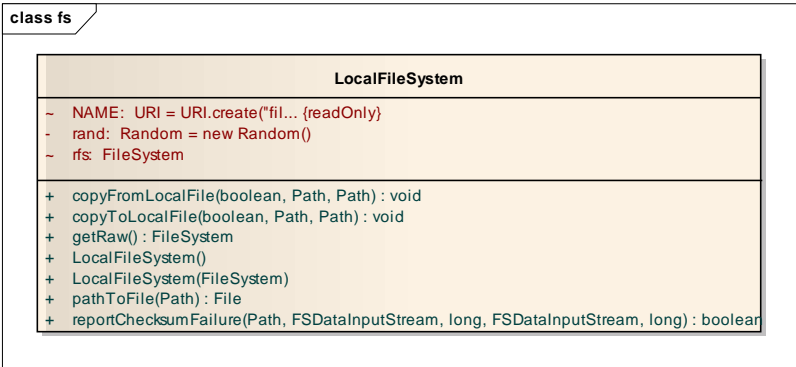 class fs
LocalFileSystem
~ NAME: URI = URI.create("fil... {readOnly}
- rand: Random = new Random()
~ rfs: FileSystem
+ copyFromLocalFile(boolean, Path, Path) : void
+ copyToLocalFile(boolean, Path, Path) : void
+ getRaw() : FileSystem
+ LocalFileSystem()
+ LocalFileSystem(FileSystem)
+ pathToFile(Path) : File
+ reportChecksumFailure(Path, FSDataInputStream, long, FSDataInputStream, long) : boolean